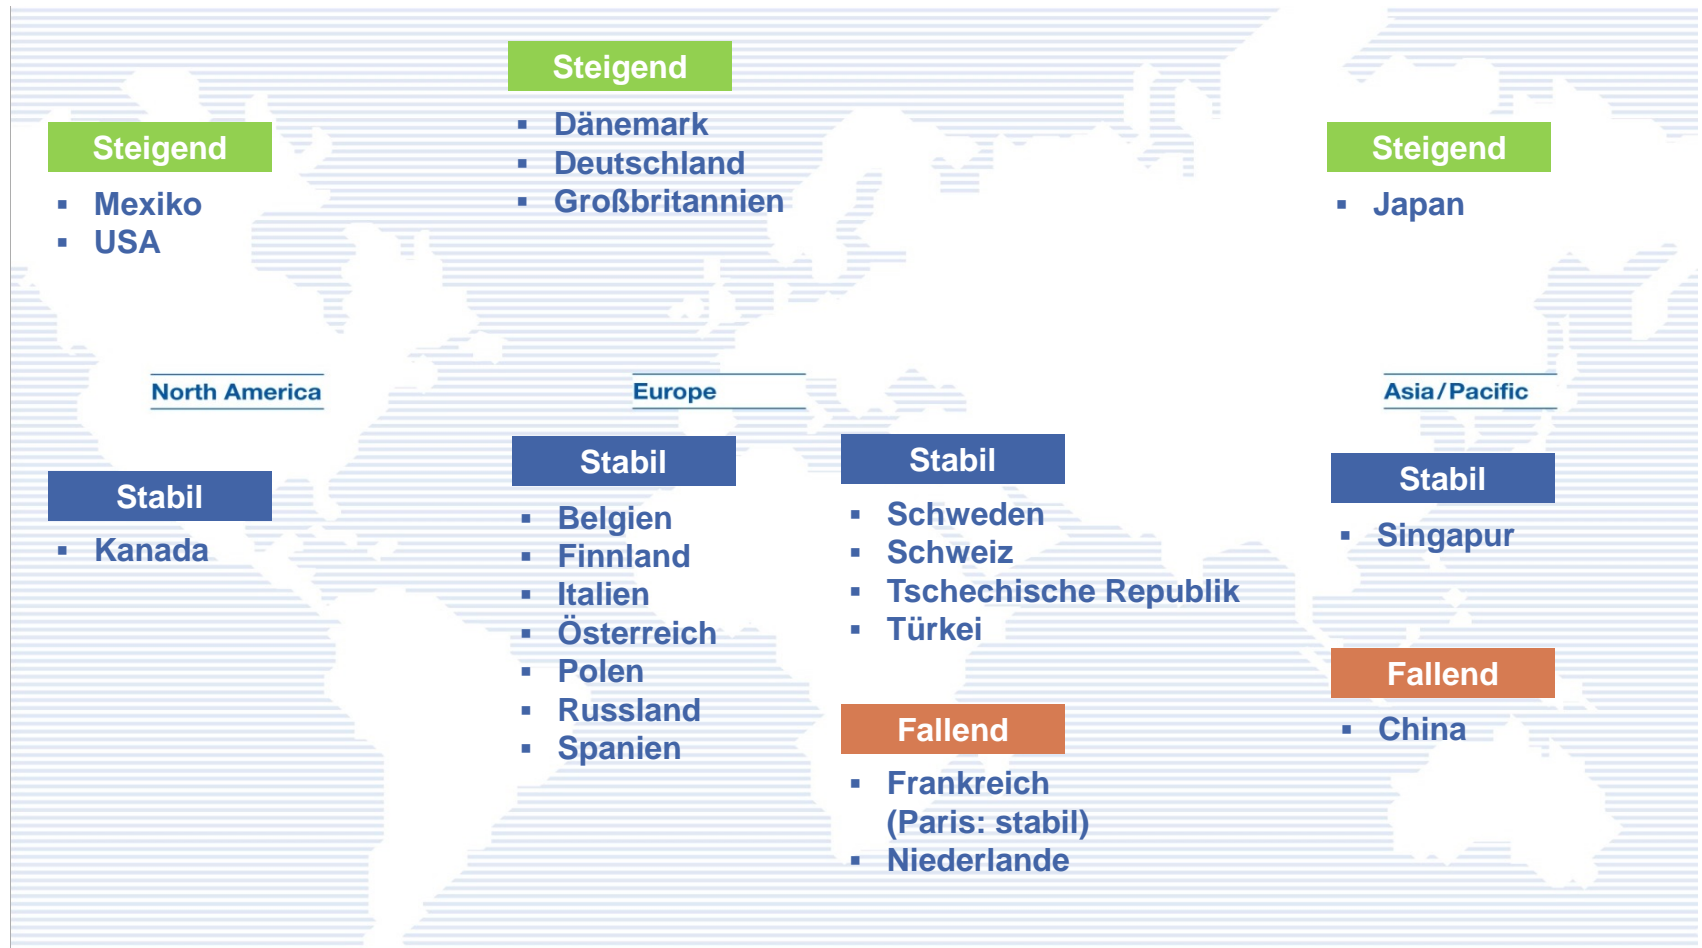 Steigend
Mexiko
USA
North America
Stabil
Kanada
Steigend
Dänemark
Deutschland
Großbritannien
Europe
Stabil
Belgien
Finnland
Italien
Österreich
Polen
Russland
Spanien
Stabil
Schweden
Schweiz
Tschechische Republik
Türkei
Fallend
Frankreich
(Paris: stabil)
Niederlande
Steigend
Japan
Asia/Pacific
Stabil
Singapur
Fallend
China